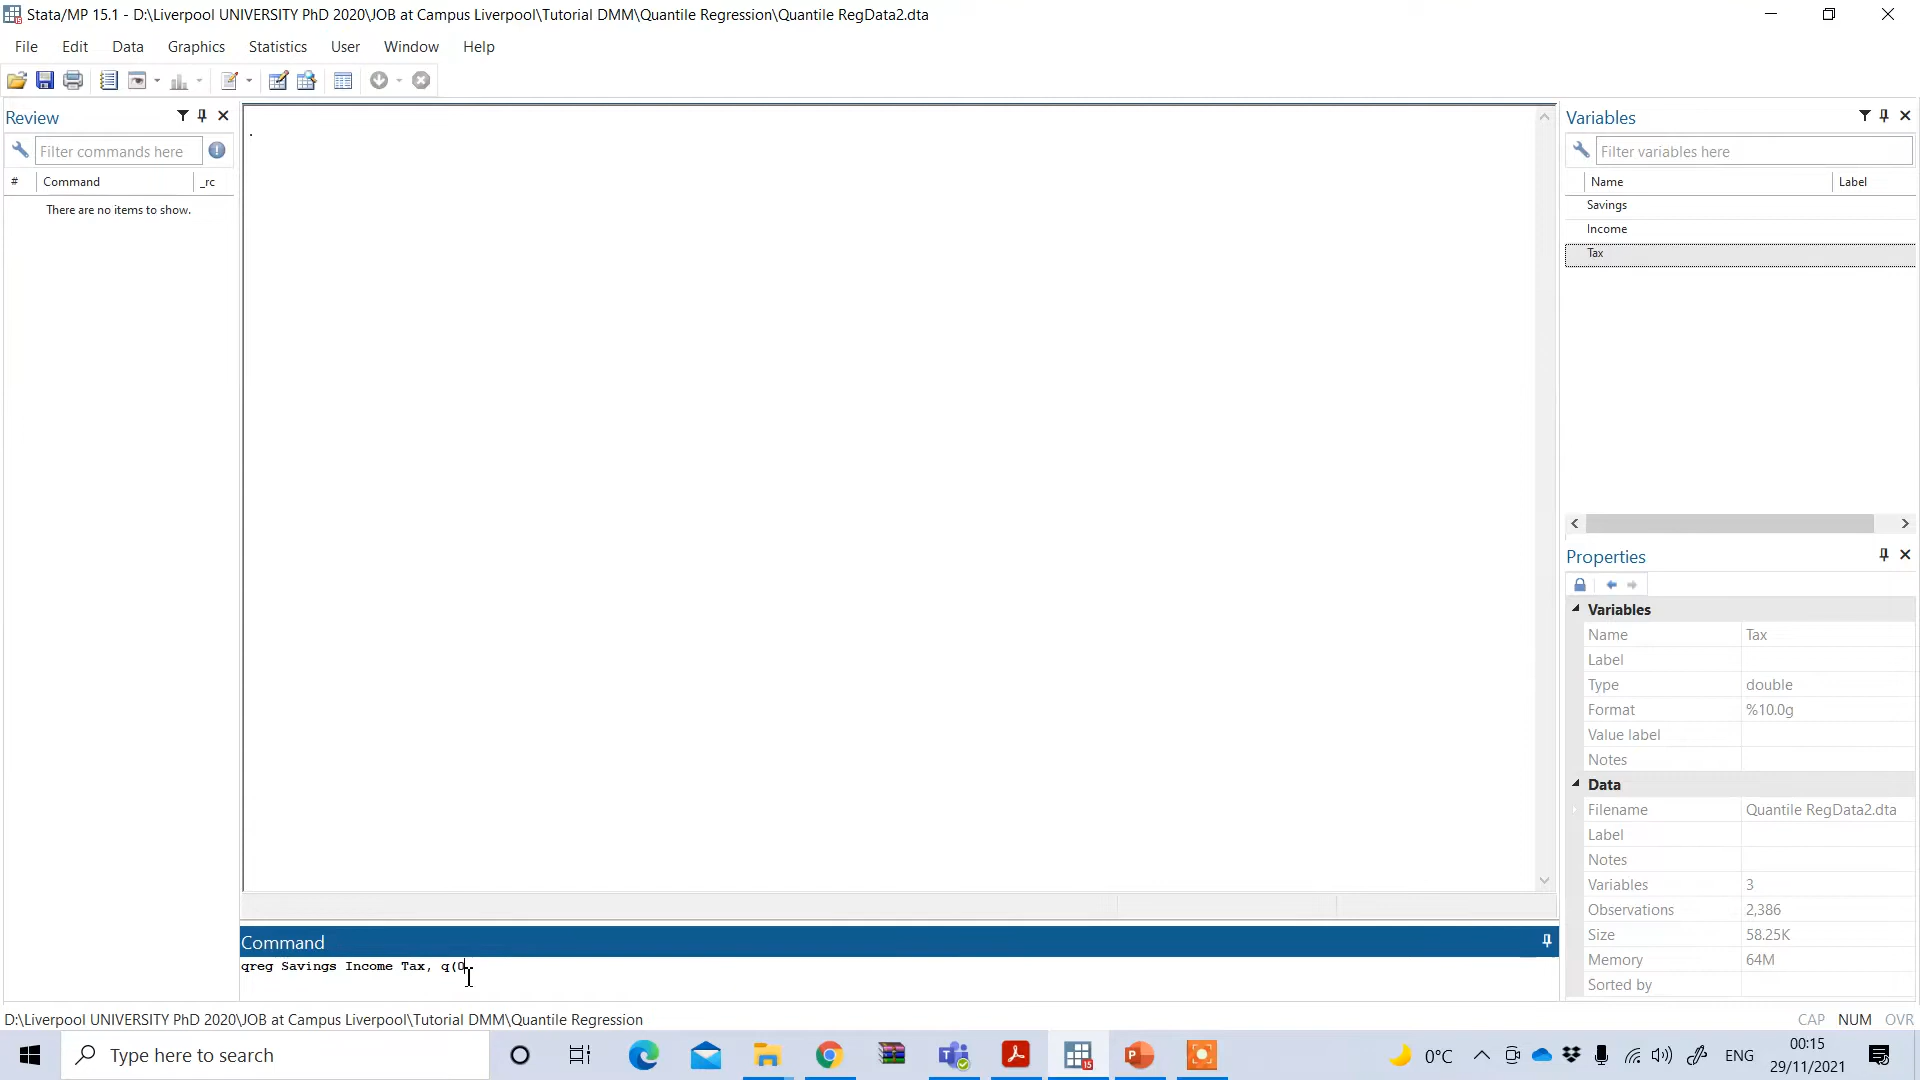 Stata/MP 15.1 - D:\Liverpool UNIVERSITY PhD 2020\JOB at Campus Liverpool\Tutorial DMM\Quantile Regression\Quantile RegData2.dta
File Edit Data Graphics Statistics User Window Help
Review
Filter commands here
# Command _rc
There are no items to show.
.
Variables
Filter variables here
Name Label
Savings
Income
Tax
Properties
Variables
Name Tax
Label
Type double
Format %10.0g
Value label
Notes
Data
Filename Quantile RegData2.dta
Label
Notes
Variables 3
Observations 2,386
Size 58.25K
Memory 64M
Sorted by
Command
qreg Savings Income Tax, q(0
D:\Liverpool UNIVERSITY PhD 2020\JOB at Campus Liverpool\Tutorial DMM\Quantile Regression
CAP NUM OVR
Type here to search
15
0°C
ENG
00:15
29/11/2021